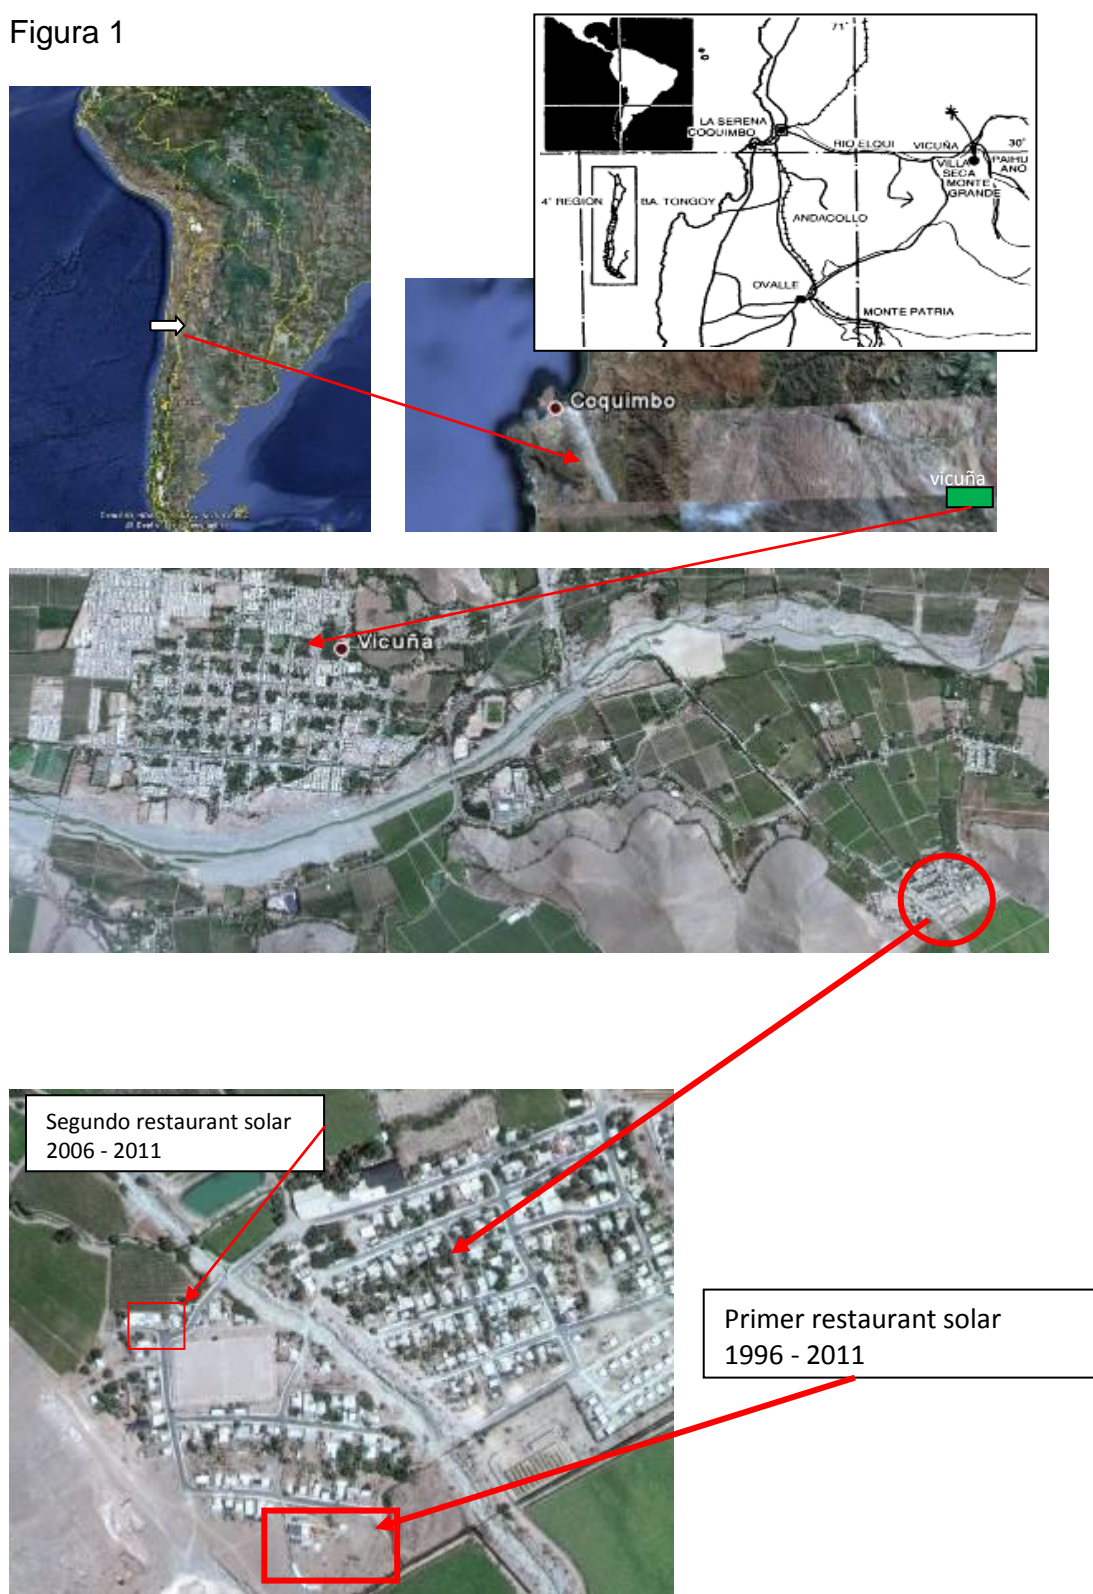 Figura 1
71°
LA SERENA
COQUIMBO
RIO ELQUI
VICUÑA
30°
VILLA
SECA
PAIHU
ANO
MONTE
GRANDE
4° REGION
BA. TONGOY
ANDACOLLO
OVALLE
MONTE PATRIA
Coquimbo
vicuña
Vicuña
Segundo restaurant solar
2006 - 2011
Primer restaurant solar
1996 - 2011